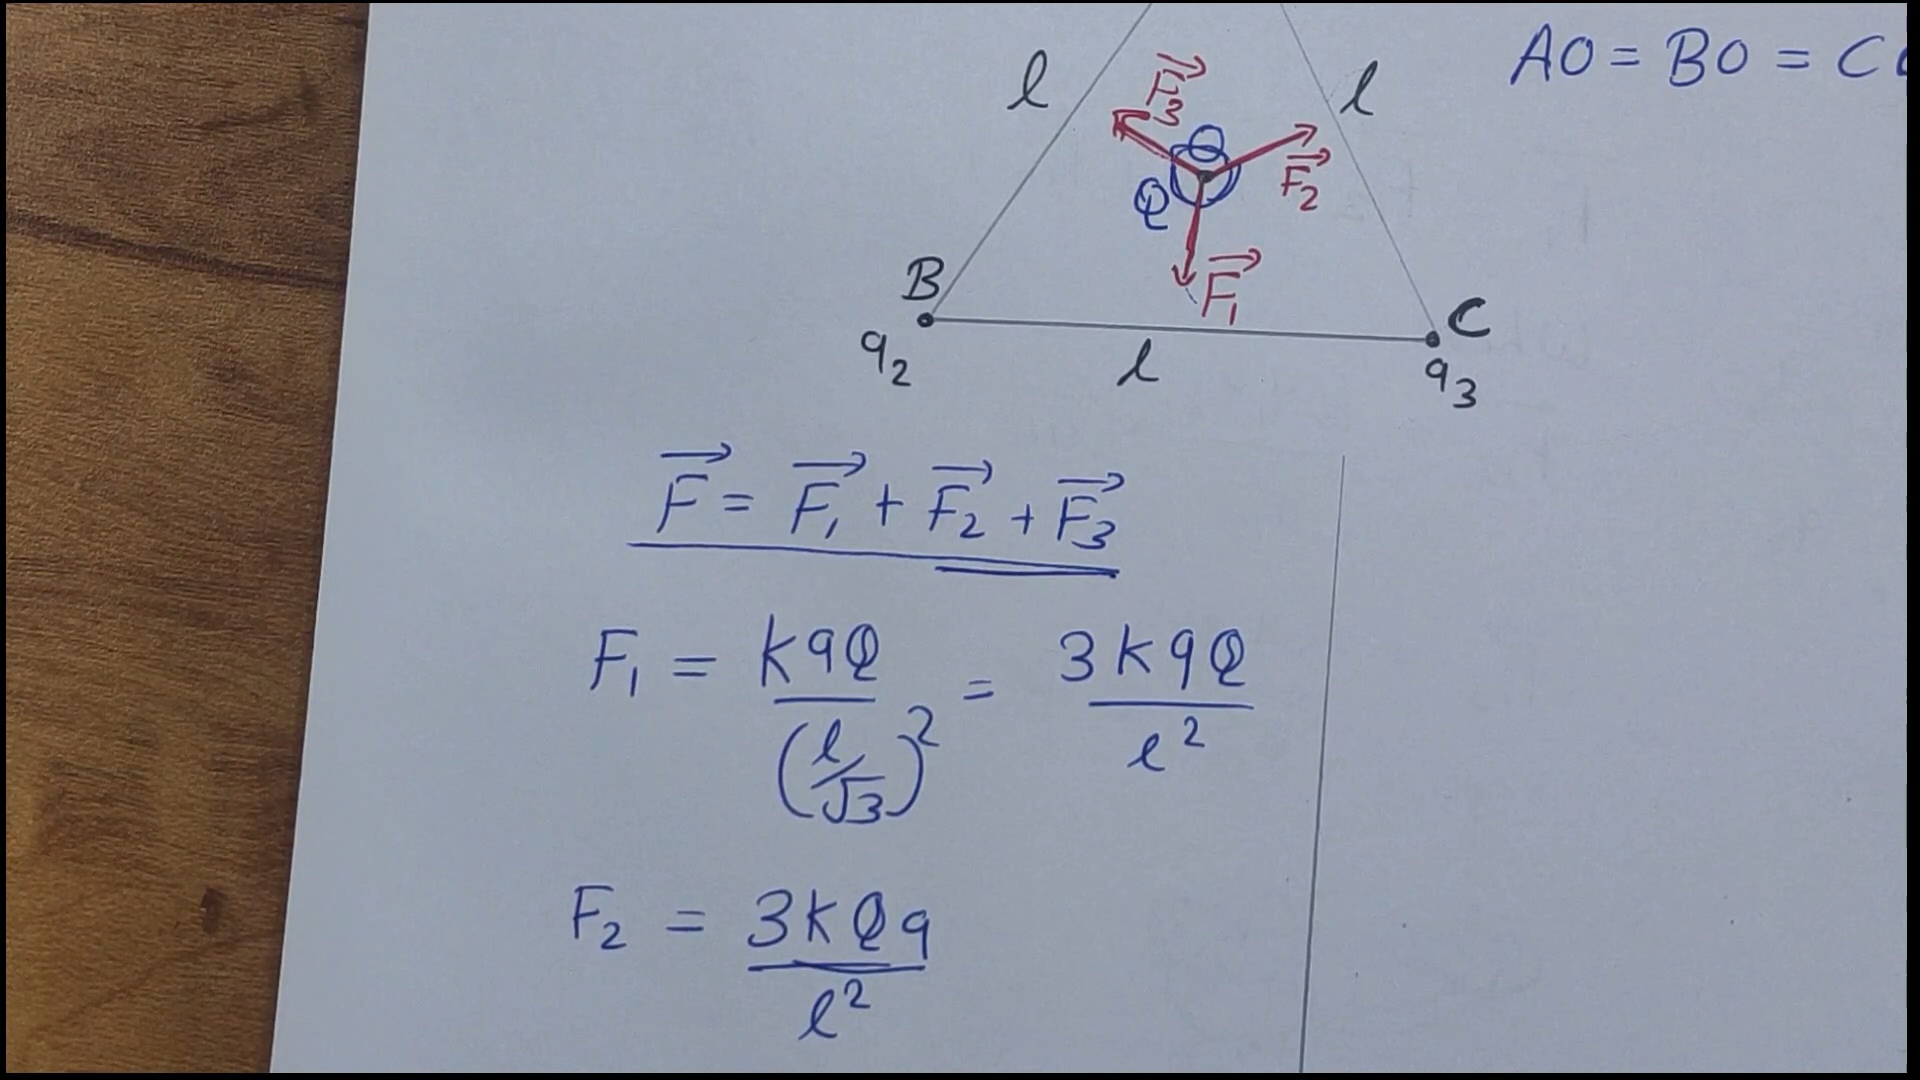 l
l
AO = BO = C
F₃
O
Q
F₂
F₁
B
C
q₂
l
q₃
F = F₁ + F₂ + F₃
F₁ = kqQ/(l/√3)² = 3kqQ/l²
F₂ = 3kQq/l²